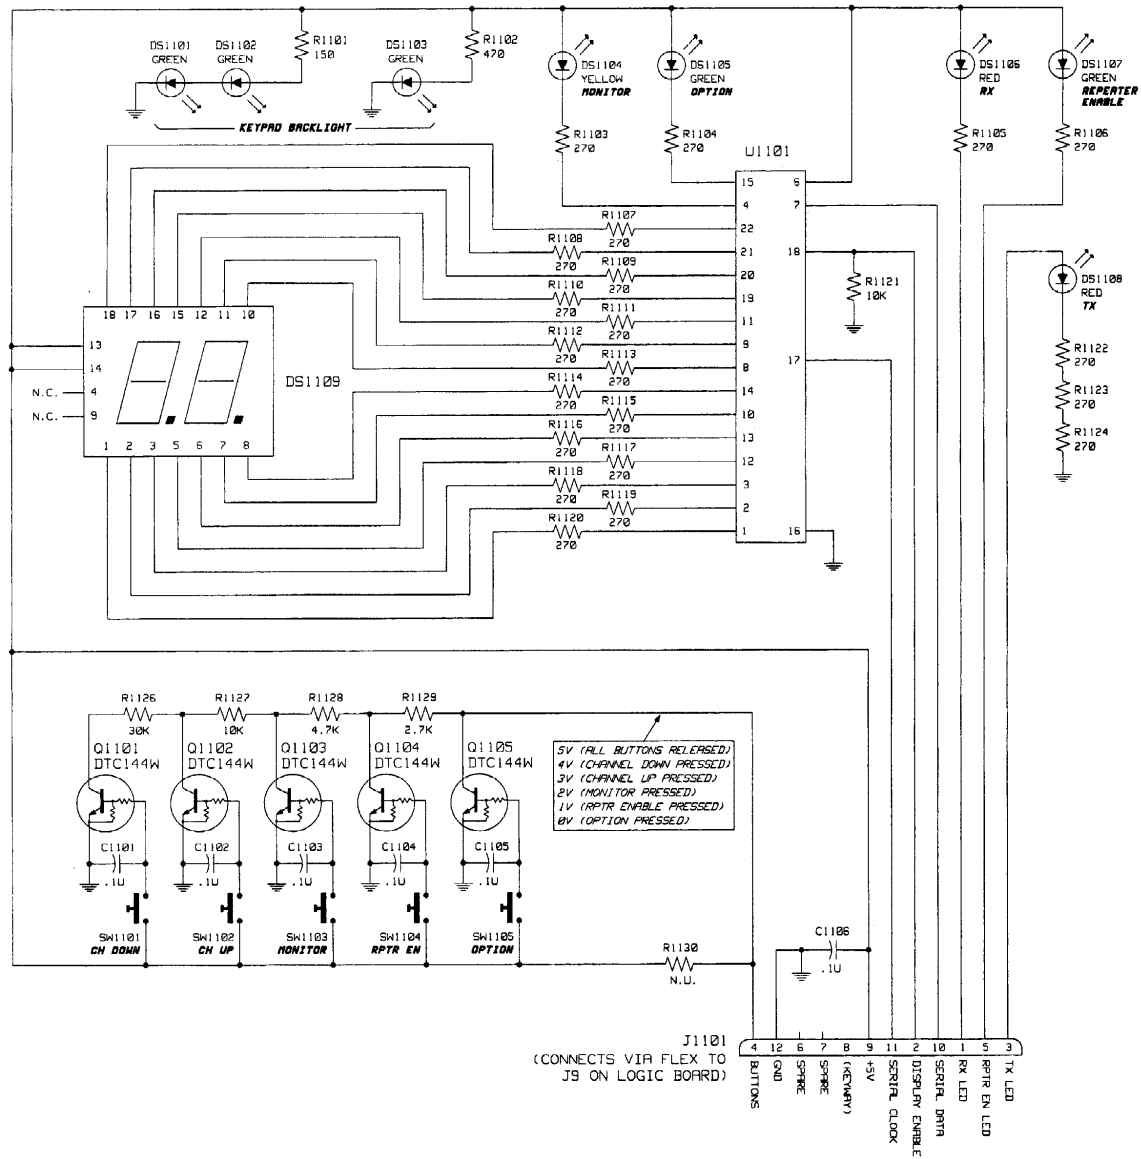 DS1101
GREEN
DS1102
GREEN
R1101
150
DS1103
GREEN
R1102
470
KEYPAD BACKLIGHT
DS1104
YELLOW
MONITOR
DS1105
GREEN
OPTION
DS1106
RED
RX
DS1107
GREEN
REPEATER
ENABLE
R1103
270
R1104
270
R1105
270
R1106
270
U1101
15
4
22
21
20
19
11
9
8
14
10
13
12
3
2
1
6
7
18
17
16
R1107
270
R1108
270
R1109
270
R1110
270
R1111
270
R1112
270
R1113
270
R1114
270
R1115
270
R1116
270
R1117
270
R1118
270
R1119
270
R1120
270
R1121
10K
DS1108
RED
TX
R1122
270
R1123
270
R1124
270
18 17 16 15 12 11 10
13
14
N.C. 4
N.C. 9
DS1109
1 2 3 5 6 7 8
R1126
30K
R1127
10K
R1128
4.7K
R1129
2.7K
Q1101
DTC144W
Q1102
DTC144W
Q1103
DTC144W
Q1104
DTC144W
Q1105
DTC144W
5V (ALL BUTTONS RELEASED)
4V (CHANNEL DOWN PRESSED)
3V (CHANNEL UP PRESSED)
2V (MONITOR PRESSED)
1V (RPTR ENABLE PRESSED)
0V (OPTION PRESSED)
C1101
.1U
C1102
.1U
C1103
.1U
C1104
.1U
C1105
.1U
SW1101
CH DOWN
SW1102
CH UP
SW1103
MONITOR
SW1104
RPTR EN
SW1105
OPTION
R1130
N.U.
C1106
.1U
J1101
(CONNECTS VIA FLEX TO
J9 ON LOGIC BOARD)
4 12 6 7 8 9 11 2 10 1 5 3
BUTTONS
GND
SPARE
SPARE
(KEYWAY)
+5V
SERIAL CLOCK
DISPLAY ENABLE
SERIAL DATA
RX LED
RPTR EN LED
TX LED